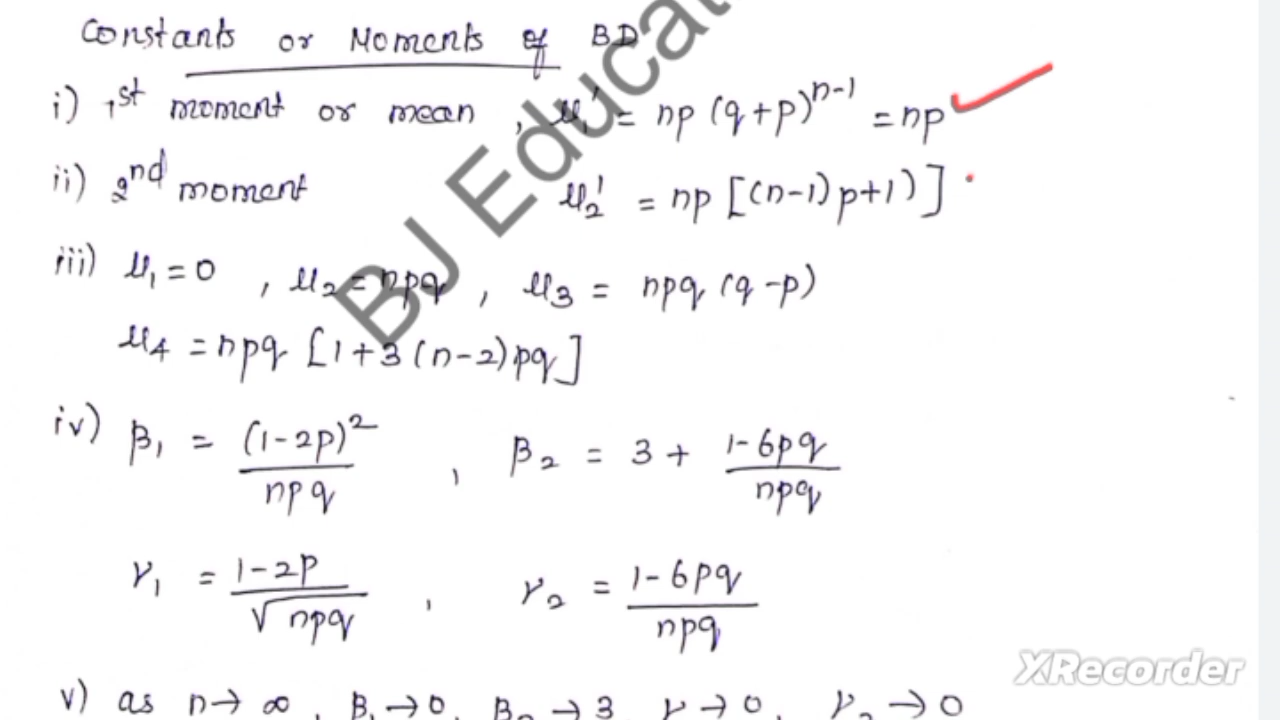 Constants or Moments of BD
i) 1st moment or mean, μ₁' = np (q+p)ⁿ⁻¹ = np
ii) 2nd moment μ₂' = np [(n-1)p+1)]
iii) μ₁ = 0, μ₂ = npq, μ₃ = npq (q-p)
μ₄ = npq [1+3(n-2)pq]
iv) β₁ = (1-2p)²/npq, β₂ = 3 + 1-6pq/npq
γ₁ = 1-2p/√npq, γ₂ = 1-6pq/npq
v) as n→ ∞, β₁→0, β₂→3, γ→0, γ₂→0
BJ Educat
XRecorder